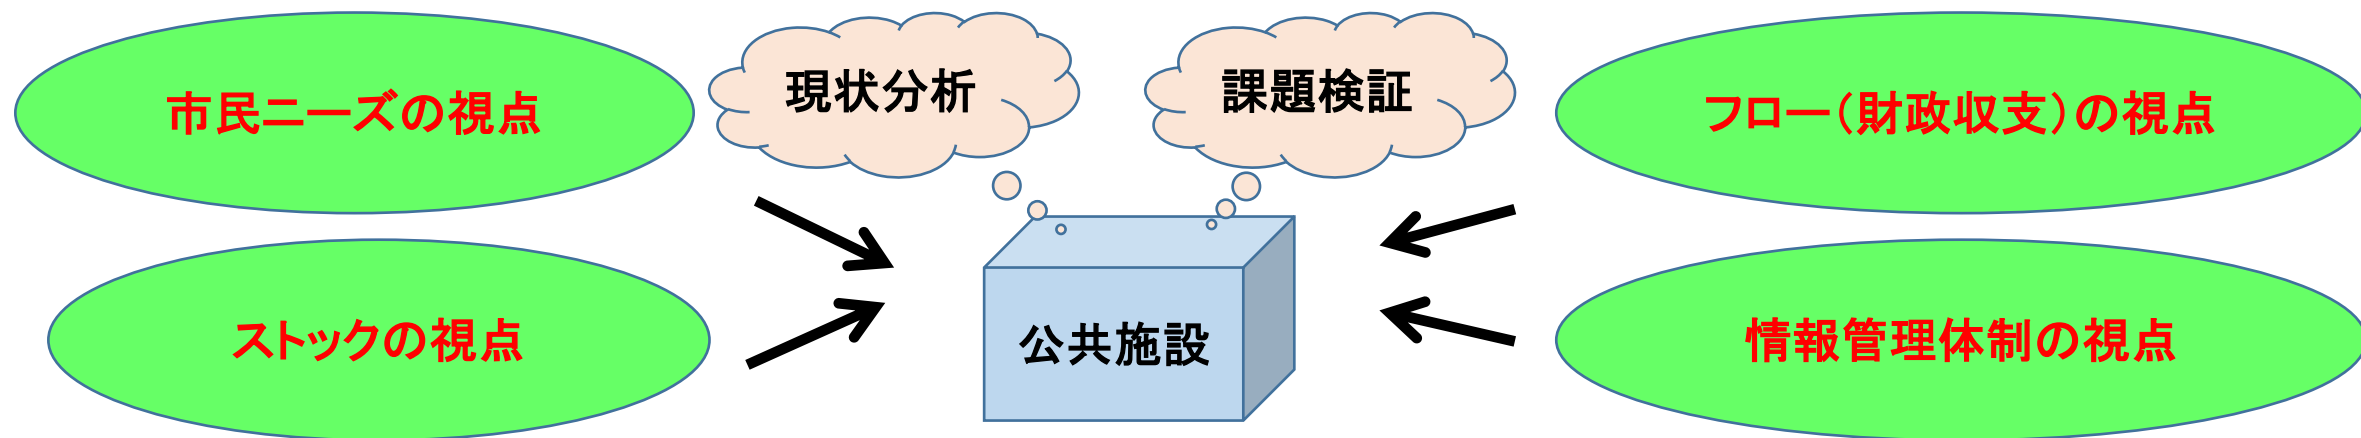 市民ニーズの視点
現状分析
課題検証
フロー（財政収支）の視点
ストックの視点
公共施設
情報管理体制の視点